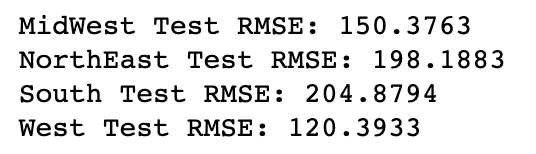 MidWest Test RMSE: 150.3763
NorthEast Test RMSE: 198.1883
South Test RMSE: 204.8794
West Test RMSE: 120.3933